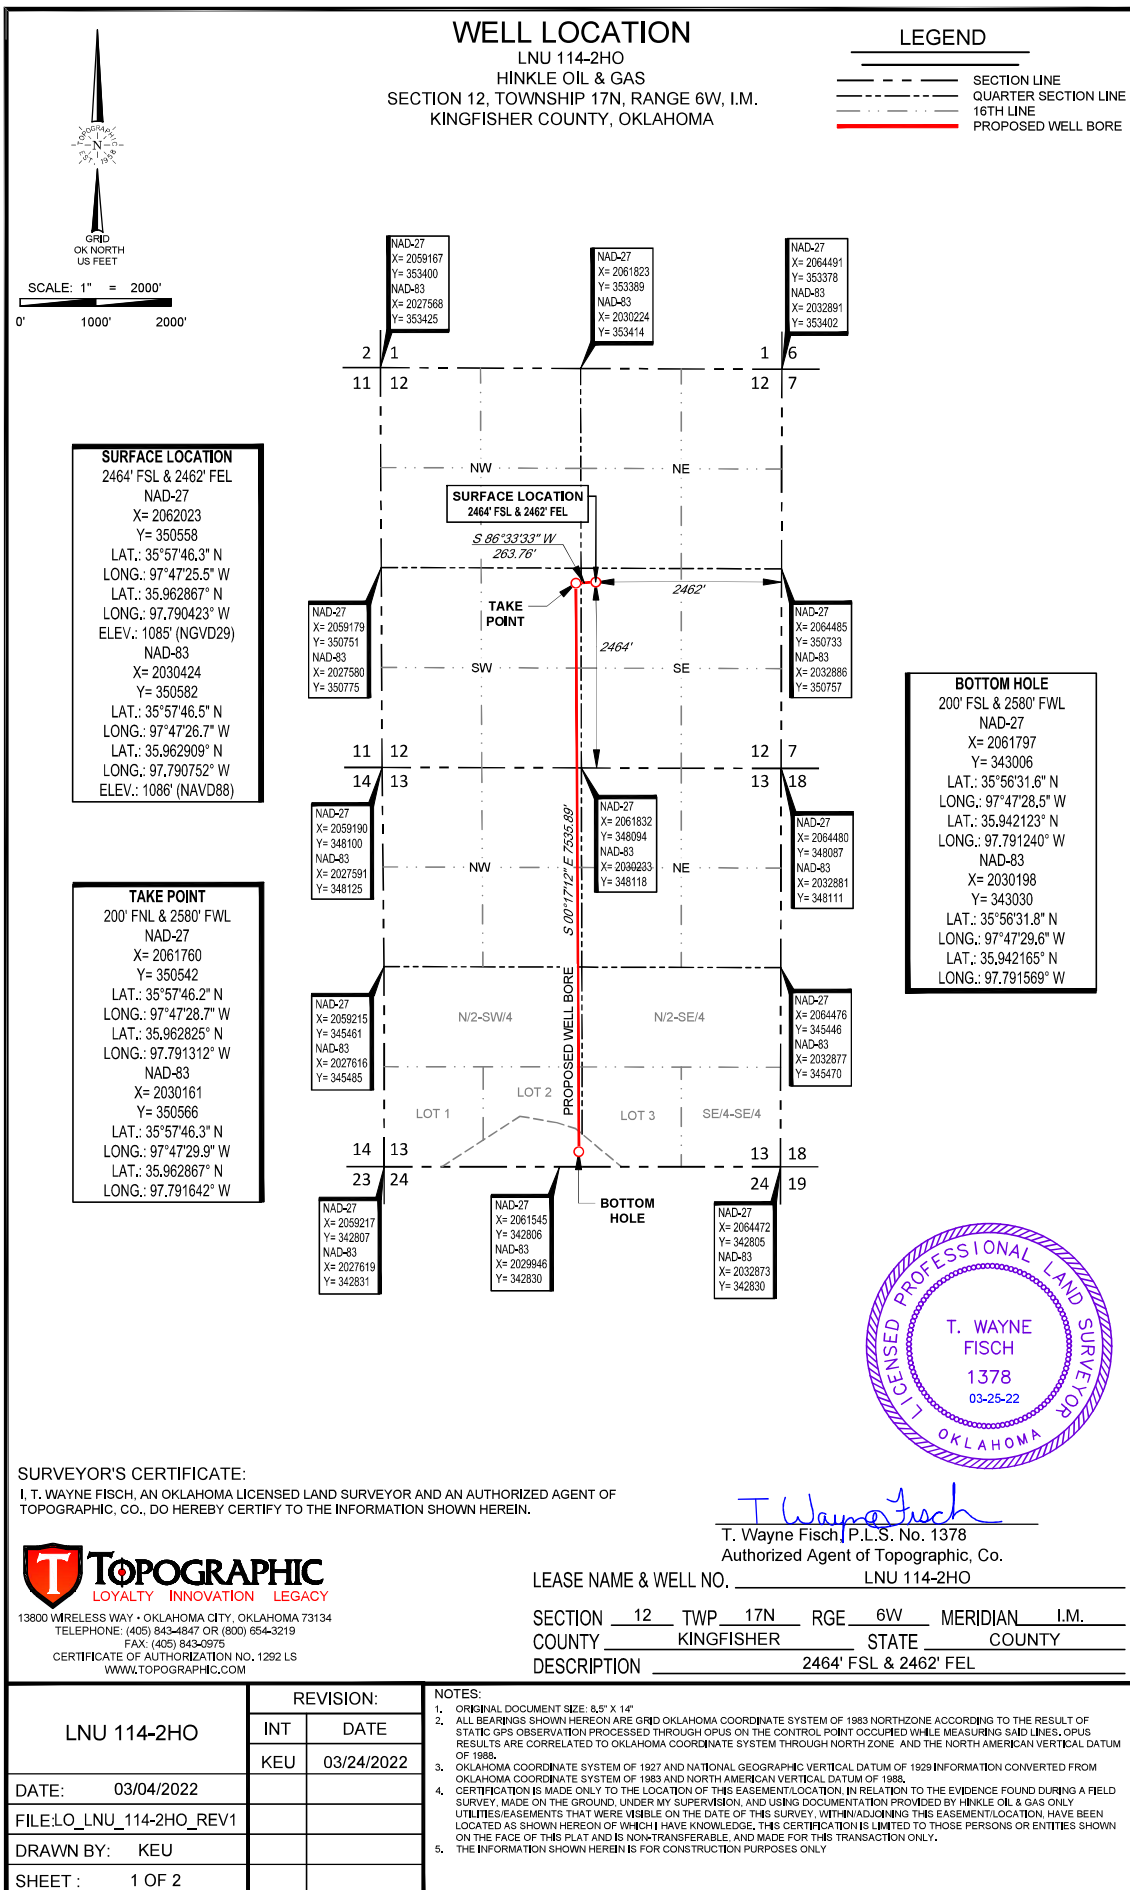 WELL LOCATION
LNU 114-2HO
HINKLE OIL & GAS
SECTION 12, TOWNSHIP 17N, RANGE 6W, I.M.
KINGFISHER COUNTY, OKLAHOMA
LEGEND
SECTION LINE
QUARTER SECTION LINE
16TH LINE
PROPOSED WELL BORE
TOPOGRAPHIC
N
EST. 1958
GRID
OK NORTH
US FEET
SCALE: 1" = 2000'
0' 1000' 2000'
NAD-27
X= 2059167
Y= 353400
NAD-83
X= 2027568
Y= 353425
NAD-27
X= 2061823
Y= 353389
NAD-83
X= 2030224
Y= 353414
NAD-27
X= 2064491
Y= 353378
NAD-83
X= 2032891
Y= 353402
2 1
11 12
1 6
12 7
NW
NE
SURFACE LOCATION
2464' FSL & 2462' FEL
NAD-27
X= 2062023
Y= 350558
LAT.: 35°57'46.3" N
LONG.: 97°47'25.5" W
LAT.: 35.962867° N
LONG.: 97.790423° W
ELEV.: 1085' (NGVD29)
NAD-83
X= 2030424
Y= 350582
LAT.: 35°57'46.5" N
LONG.: 97°47'26.7" W
LAT.: 35.962909° N
LONG.: 97.790752° W
ELEV.: 1086' (NAVD88)
SURFACE LOCATION
2464' FSL & 2462' FEL
S 86°33'33" W
263.76'
TAKE
POINT
2462'
2464'
NAD-27
X= 2059179
Y= 350751
NAD-83
X= 2027580
Y= 350775
NAD-27
X= 2064485
Y= 350733
NAD-83
X= 2032886
Y= 350757
SW
SE
BOTTOM HOLE
200' FSL & 2580' FWL
NAD-27
X= 2061797
Y= 343006
LAT.: 35°56'31.6" N
LONG.: 97°47'28.5" W
LAT.: 35.942123° N
LONG.: 97.791240° W
NAD-83
X= 2030198
Y= 343030
LAT.: 35°56'31.8" N
LONG.: 97°47'29.6" W
LAT.: 35.942165° N
LONG.: 97.791569° W
11 12
14 13
12 7
13 18
NAD-27
X= 2059190
Y= 348100
NAD-83
X= 2027591
Y= 348125
NAD-27
X= 2061832
Y= 348094
NAD-83
X= 2030233
Y= 348118
NAD-27
X= 2064480
Y= 348087
NAD-83
X= 2032881
Y= 348111
NW
NE
S 00°17'12" E 7535.89'
PROPOSED WELL BORE
TAKE POINT
200' FNL & 2580' FWL
NAD-27
X= 2061760
Y= 350542
LAT.: 35°57'46.2" N
LONG.: 97°47'28.7" W
LAT.: 35.962825° N
LONG.: 97.791312° W
NAD-83
X= 2030161
Y= 350566
LAT.: 35°57'46.3" N
LONG.: 97°47'29.9" W
LAT.: 35.962867° N
LONG.: 97.791642° W
NAD-27
X= 2059215
Y= 345461
NAD-83
X= 2027616
Y= 345485
NAD-27
X= 2064476
Y= 345446
NAD-83
X= 2032877
Y= 345470
N/2-SW/4
N/2-SE/4
LOT 1
LOT 2
LOT 3
SE/4-SE/4
14 13
23 24
13 18
24 19
BOTTOM
HOLE
NAD-27
X= 2059217
Y= 342807
NAD-83
X= 2027619
Y= 342831
NAD-27
X= 2061545
Y= 342806
NAD-83
X= 2029946
Y= 342830
NAD-27
X= 2064472
Y= 342805
NAD-83
X= 2032873
Y= 342830
LICENSED PROFESSIONAL LAND SURVEYOR
T. WAYNE
FISCH
1378
03-25-22
OKLAHOMA
SURVEYOR'S CERTIFICATE:
I, T. WAYNE FISCH, AN OKLAHOMA LICENSED LAND SURVEYOR AND AN AUTHORIZED AGENT OF
TOPOGRAPHIC, CO., DO HEREBY CERTIFY TO THE INFORMATION SHOWN HEREIN.
T Wayne Fisch
T. Wayne Fisch, P.L.S. No. 1378
Authorized Agent of Topographic, Co.
T TOPOGRAPHIC
LOYALTY INNOVATION LEGACY
13800 WIRELESS WAY • OKLAHOMA CITY, OKLAHOMA 73134
TELEPHONE: (405) 843-4847 OR (800) 654-3219
FAX: (405) 843-0975
CERTIFICATE OF AUTHORIZATION NO. 1292 LS
WWW.TOPOGRAPHIC.COM
LEASE NAME & WELL NO. LNU 114-2HO
SECTION 12 TWP 17N RGE 6W MERIDIAN I.M.
COUNTY KINGFISHER STATE COUNTY
DESCRIPTION 2464' FSL & 2462' FEL
LNU 114-2HO
REVISION:
INT DATE
KEU 03/24/2022
DATE: 03/04/2022
FILE:LO_LNU_114-2HO_REV1
DRAWN BY: KEU
SHEET : 1 OF 2
NOTES:
1. ORIGINAL DOCUMENT SIZE: 8.5" X 14"
2. ALL BEARINGS SHOWN HEREON ARE GRID OKLAHOMA COORDINATE SYSTEM OF 1983 NORTHZONE ACCORDING TO THE RESULT OF
STATIC GPS OBSERVATION PROCESSED THROUGH OPUS ON THE CONTROL POINT OCCUPIED WHILE MEASURING SAID LINES. OPUS
RESULTS ARE CORRELATED TO OKLAHOMA COORDINATE SYSTEM THROUGH NORTH ZONE AND THE NORTH AMERICAN VERTICAL DATUM
OF 1988.
3. OKLAHOMA COORDINATE SYSTEM OF 1927 AND NATIONAL GEOGRAPHIC VERTICAL DATUM OF 1929 INFORMATION CONVERTED FROM
OKLAHOMA COORDINATE SYSTEM OF 1983 AND NORTH AMERICAN VERTICAL DATUM OF 1988.
4. CERTIFICATION IS MADE ONLY TO THE LOCATION OF THIS EASEMENT/LOCATION, IN RELATION TO THE EVIDENCE FOUND DURING A FIELD
SURVEY, MADE ON THE GROUND, UNDER MY SUPERVISION, AND USING DOCUMENTATION PROVIDED BY HINKLE OIL & GAS ONLY
UTILITIES/EASEMENTS THAT WERE VISIBLE ON THE DATE OF THIS SURVEY, WITHIN/ADJOINING THIS EASEMENT/LOCATION, HAVE BEEN
LOCATED AS SHOWN HEREON OF WHICH I HAVE KNOWLEDGE. THIS CERTIFICATION IS LIMITED TO THOSE PERSONS OR ENTITIES SHOWN
ON THE FACE OF THIS PLAT AND IS NON-TRANSFERABLE, AND MADE FOR THIS TRANSACTION ONLY.
5. THE INFORMATION SHOWN HEREIN IS FOR CONSTRUCTION PURPOSES ONLY